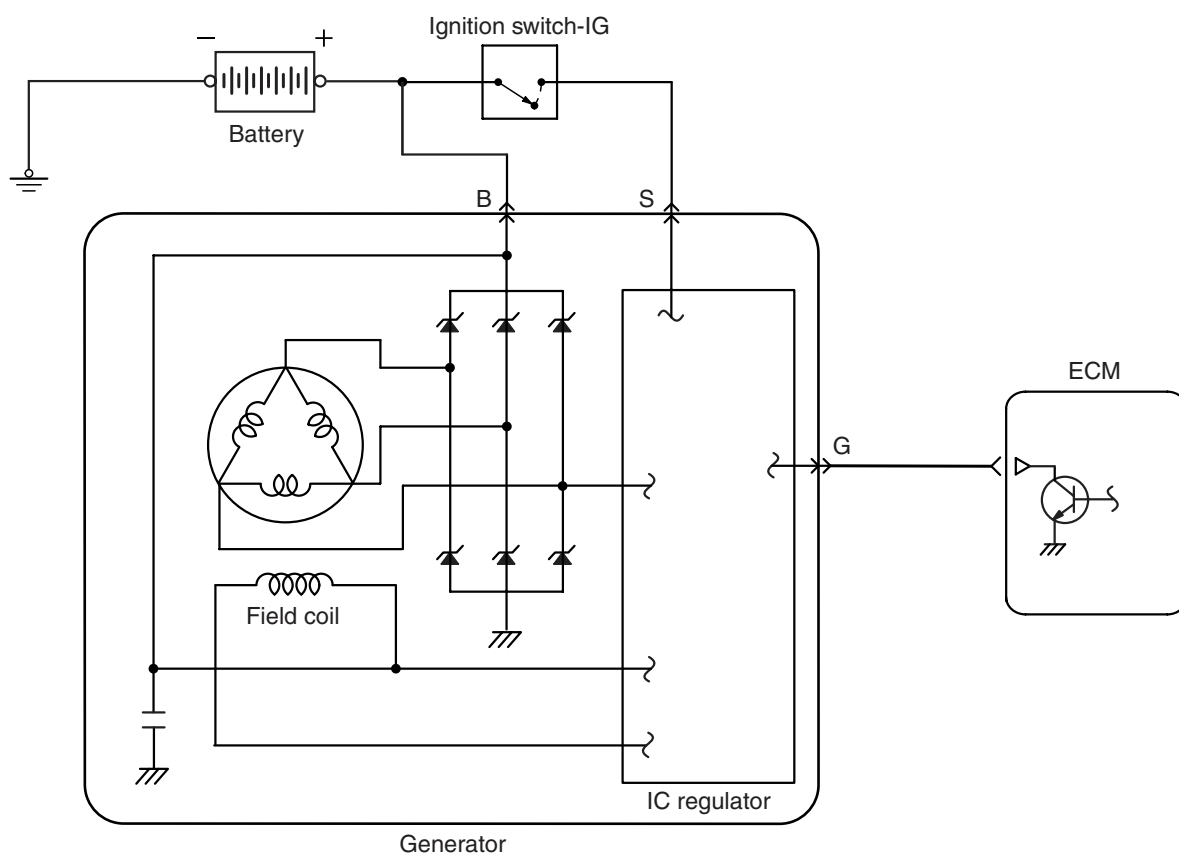 Ignition switch-IG
− +
Battery
B
S
ECM
G
Field coil
IC regulator
Generator